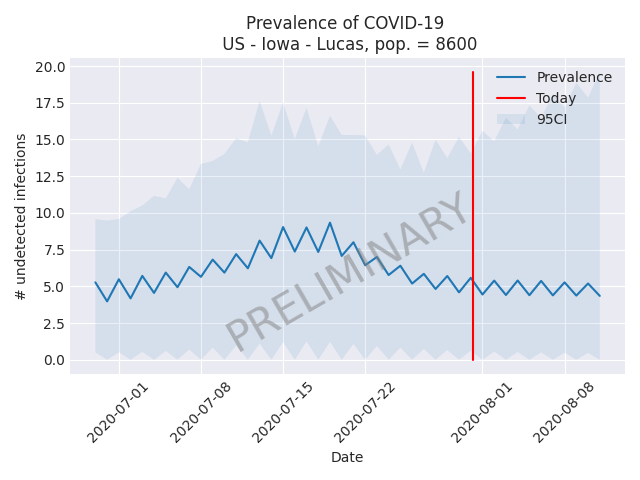 Prevalence of COVID-19
US - Iowa - Lucas, pop. = 8600
20.0
17.5
15.0
12.5
10.0
7.5
5.0
2.5
0.0
# undetected infections
Prevalence
Today
95CI
PRELIMINARY
2020-07-01
2020-07-08
2020-07-15
2020-07-22
2020-08-01
2020-08-08
Date